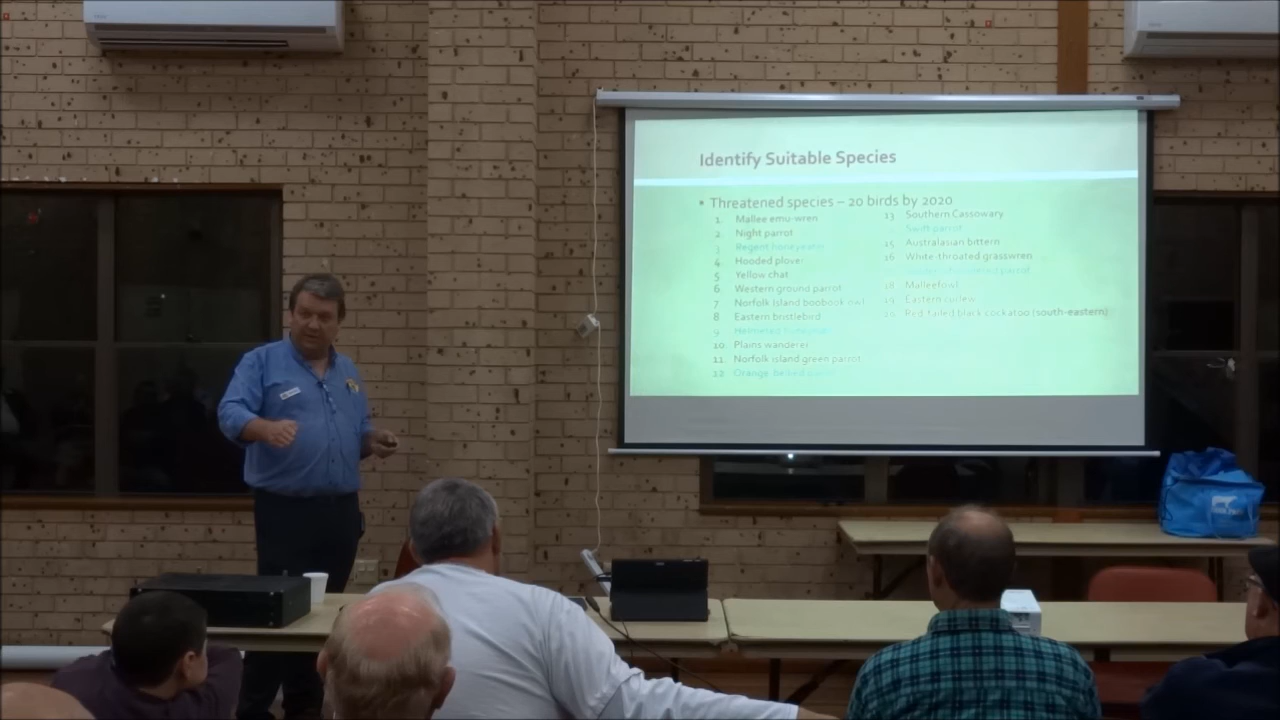 Identify Suitable Species
• Threatened species – 20 birds by 2020
1. Mallee emu-wren
2. Night parrot
3. Regent honeyeater
4. Hooded plover
5. Yellow chat
6. Western ground parrot
7. Norfolk Island boobook owl
8. Eastern bristlebird
9. Helmeted honeyeater
10. Plains wanderer
11. Norfolk island green parrot
12. Orange-bellied parrot
13. Southern Cassowary
Swift parrot
15. Australasian bittern
16. White-throated grasswren
parrot
18. Malleefowl
19. Eastern curlew
20. Red-tailed black cockatoo (south-eastern)